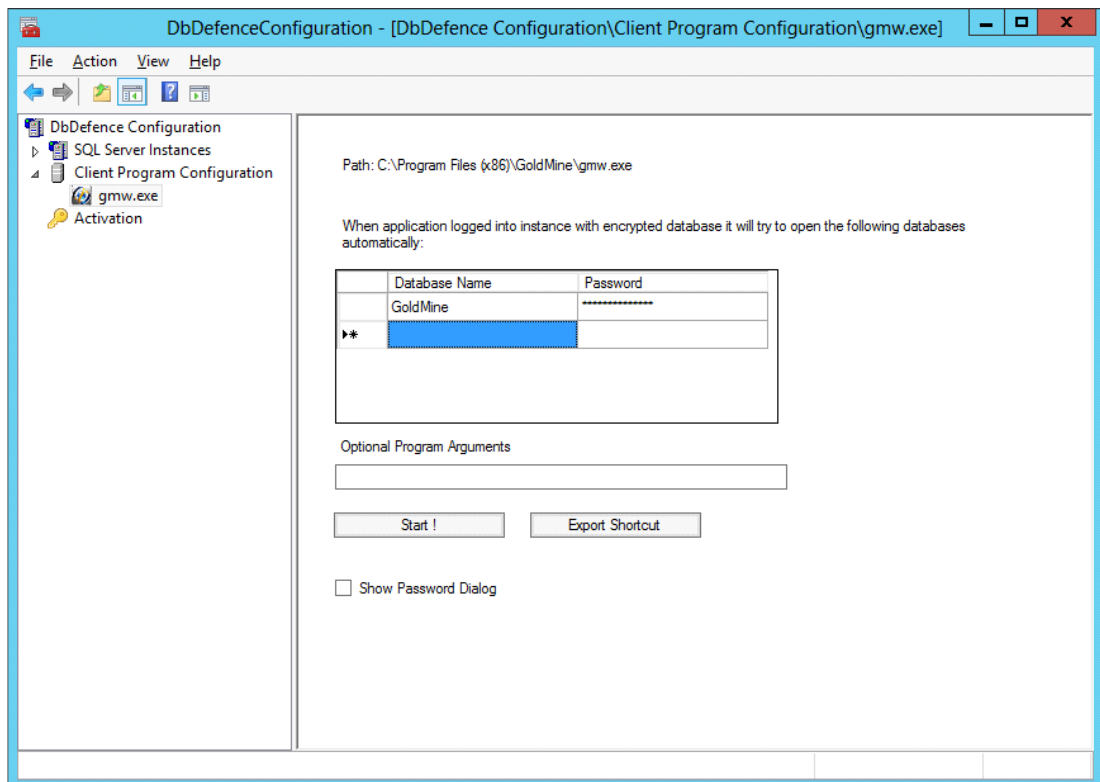 DbDefenceConfiguration - [DbDefence Configuration\Client Program Configuration\gmw.exe]
File Action View Help
DbDefence Configuration
SQL Server Instances
Client Program Configuration
gmw.exe
Activation
Path: C:\Program Files (x86)\GoldMine\gmw.exe
When application logged into instance with encrypted database it will try to open the following databases
automatically:
Database Name Password
GoldMine **************
Optional Program Arguments
Start ! Export Shortcut
Show Password Dialog